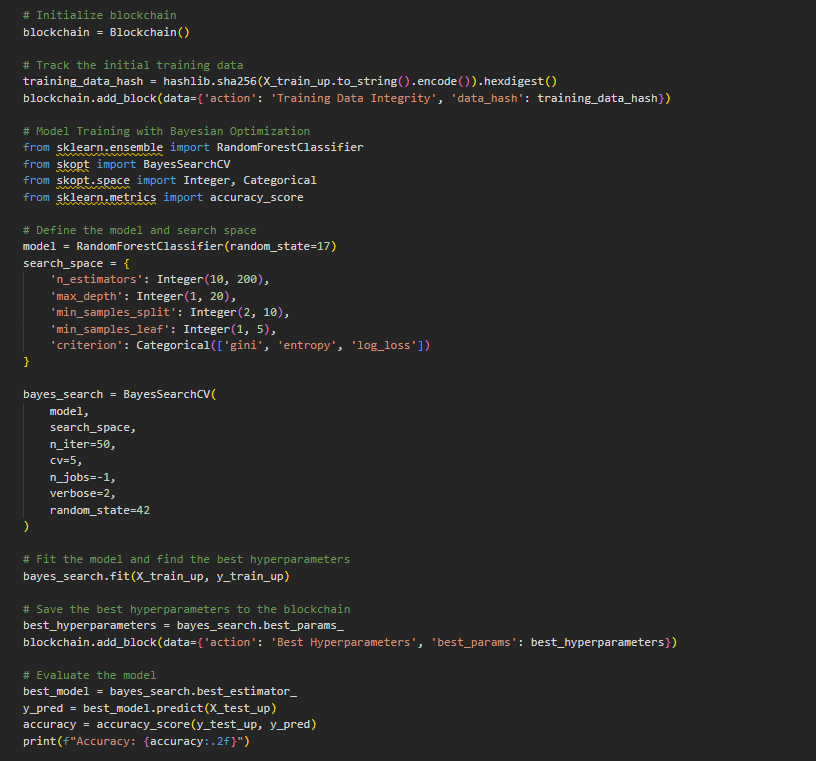 # Initialize blockchain
blockchain = Blockchain()
# Track the initial training data
training_data_hash = hashlib.sha256(X_train_up.to_string().encode()).hexdigest()
blockchain.add_block(data={'action': 'Training Data Integrity', 'data_hash': training_data_hash})
# Model Training with Bayesian Optimization
from sklearn.ensemble import RandomForestClassifier
from skopt import BayesSearchCV
from skopt.space import Integer, Categorical
from sklearn.metrics import accuracy_score
# Define the model and search space
model = RandomForestClassifier(random_state=17)
search_space = {
    'n_estimators': Integer(10, 200),
    'max_depth': Integer(1, 20),
    'min_samples_split': Integer(2, 10),
    'min_samples_leaf': Integer(1, 5),
    'criterion': Categorical(['gini', 'entropy', 'log_loss'])
}
bayes_search = BayesSearchCV(
    model,
    search_space,
    n_iter=50,
    cv=5,
    n_jobs=-1,
    verbose=2,
    random_state=42
)
# Fit the model and find the best hyperparameters
bayes_search.fit(X_train_up, y_train_up)
# Save the best hyperparameters to the blockchain
best_hyperparameters = bayes_search.best_params_
blockchain.add_block(data={'action': 'Best Hyperparameters', 'best_params': best_hyperparameters})
# Evaluate the model
best_model = bayes_search.best_estimator_
y_pred = best_model.predict(X_test_up)
accuracy = accuracy_score(y_test_up, y_pred)
print(f"Accuracy: {accuracy:.2f}")